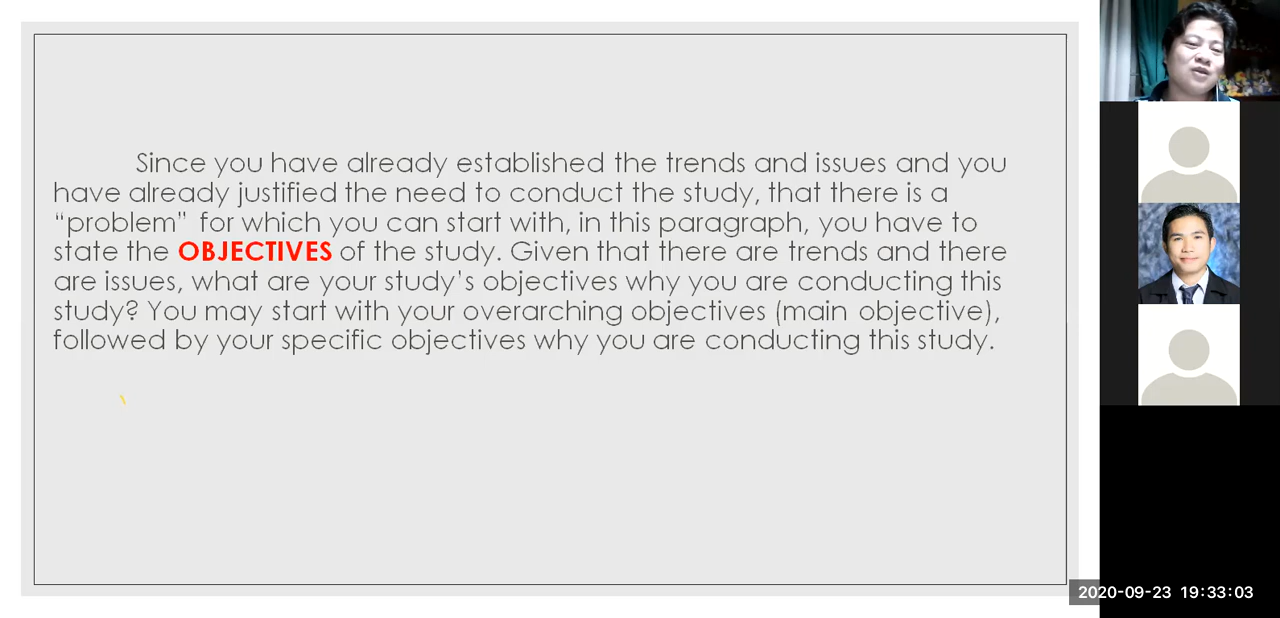 Since you have already established the trends and issues and you
have already justified the need to conduct the study, that there is a
“problem” for which you can start with, in this paragraph, you have to
state the OBJECTIVES of the study. Given that there are trends and there
are issues, what are your study's objectives why you are conducting this
study? You may start with your overarching objectives (main objective),
followed by your specific objectives why you are conducting this study.
2020-09-23 19:33:03